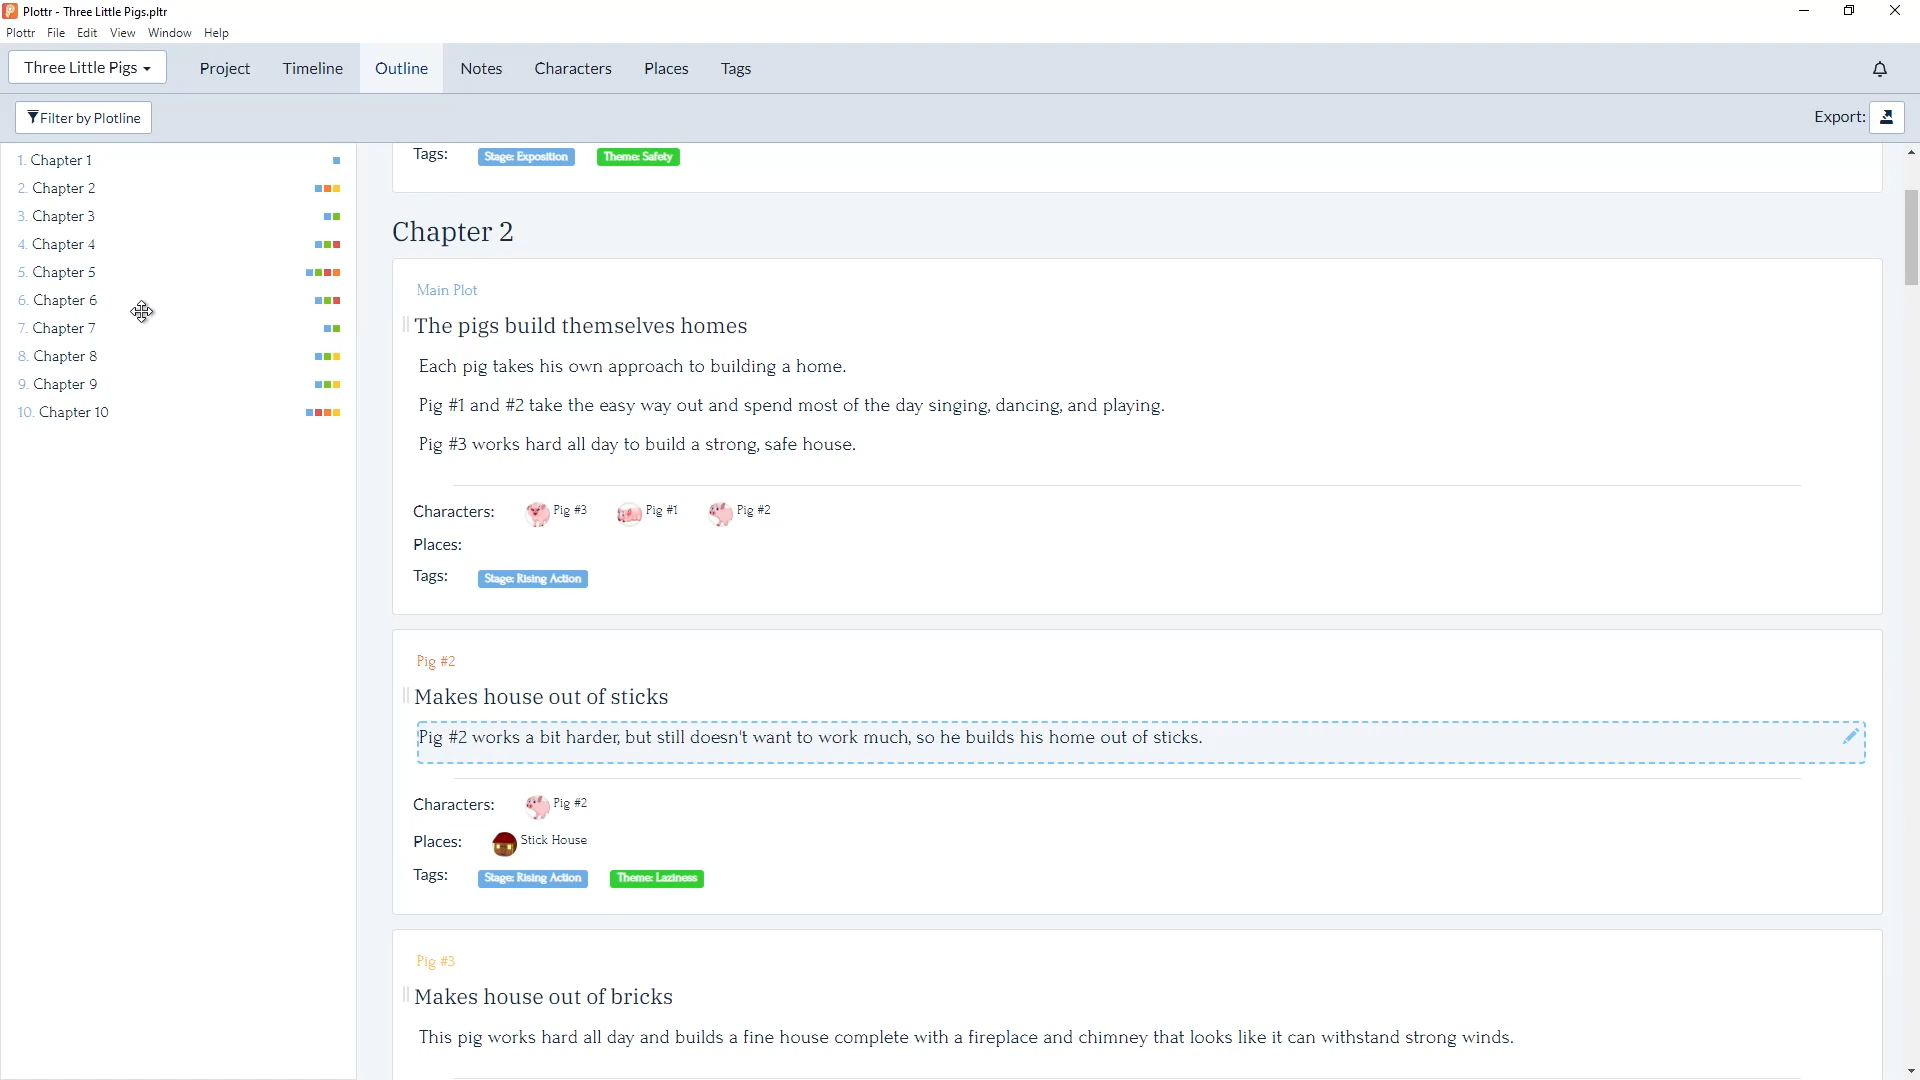 Plottr - Three Little Pigs.pltr
Plottr File Edit View Window Help
Three Little Pigs Project Timeline Outline Notes Characters Places Tags
Filter by Plotline Export:
1. Chapter 1
2. Chapter 2
3. Chapter 3
4. Chapter 4
5. Chapter 5
6. Chapter 6
7. Chapter 7
8. Chapter 8
9. Chapter 9
10. Chapter 10
Tags: Stage: Exposition Theme: Safety
Chapter 2
Main Plot
The pigs build themselves homes
Each pig takes his own approach to building a home.
Pig #1 and #2 take the easy way out and spend most of the day singing, dancing, and playing.
Pig #3 works hard all day to build a strong, safe house.
Characters: Pig #3 Pig #1 Pig #2
Places:
Tags: Stage: Rising Action
Pig #2
Makes house out of sticks
Pig #2 works a bit harder, but still doesn't want to work much, so he builds his home out of sticks.
Characters: Pig #2
Places: Stick House
Tags: Stage: Rising Action Theme: Laziness
Pig #3
Makes house out of bricks
This pig works hard all day and builds a fine house complete with a fireplace and chimney that looks like it can withstand strong winds.